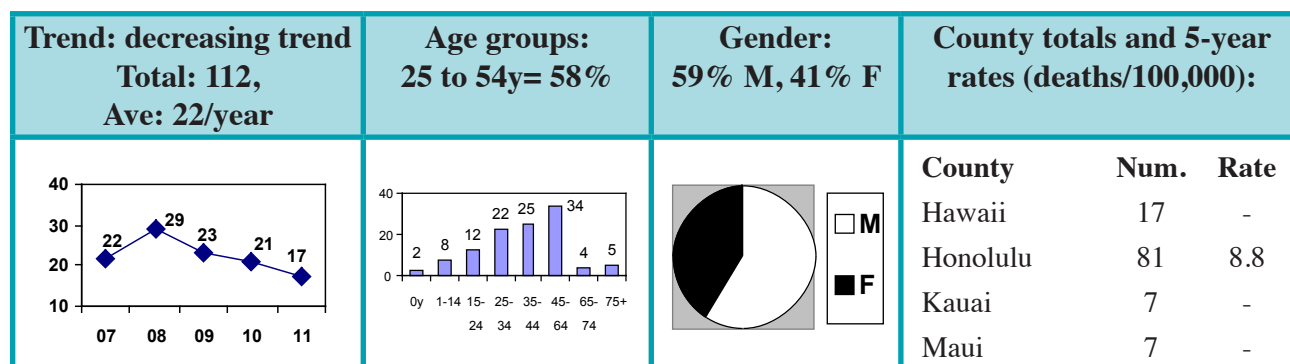 Trend: decreasing trend
Total: 112,
Ave: 22/year
Age groups:
25 to 54y= 58%
Gender:
59% M, 41% F
County totals and 5-year
rates (deaths/100,000):
40
30
20
10
22
29
23
21
17
07 08 09 10 11
40
20
0
2
8
12
22
25
34
4
5
0y 1-14 15- 25- 35- 45- 65- 75+
24 34 44 64 74
M
F
County Num. Rate
Hawaii 17 -
Honolulu 81 8.8
Kauai 7 -
Maui 7 -